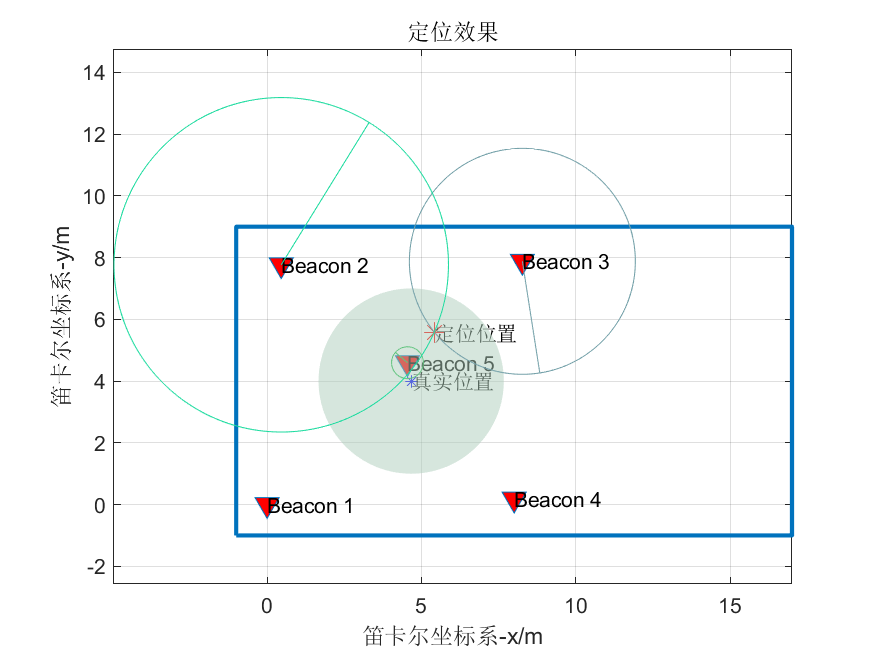 定位效果
14
12
10
8
6
4
2
0
-2
笛卡尔坐标系-y/m
Beacon 2
Beacon 3
定位位置
Beacon 5
真实位置
Beacon 1
Beacon 4
0
5
10
15
笛卡尔坐标系-x/m